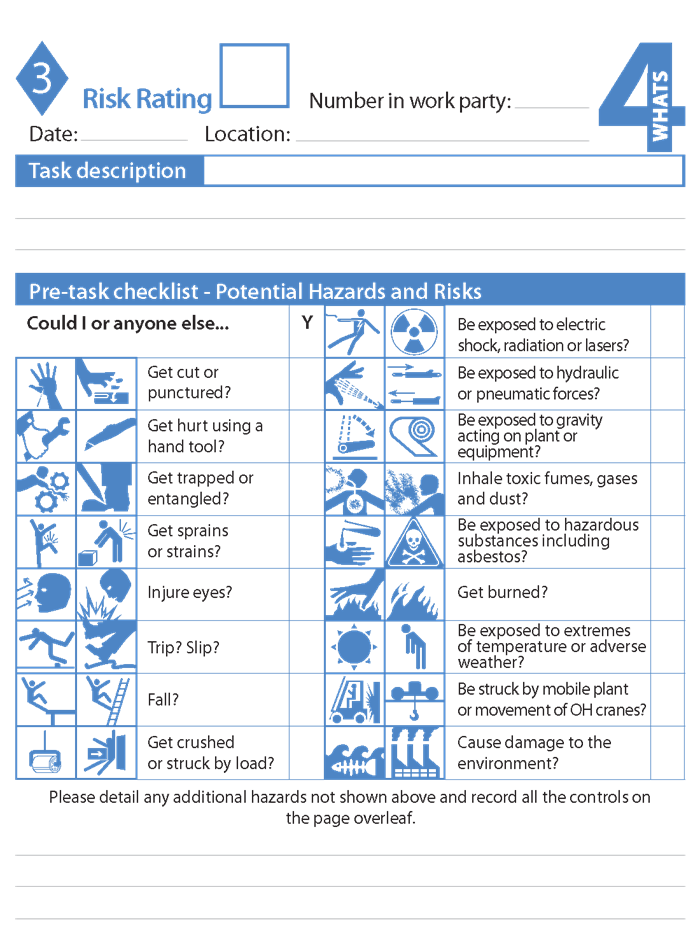 3
Risk Rating
Number in work party:
4
WHATS
Date:
Location:
Task description
Pre-task checklist - Potential Hazards and Risks
Could I or anyone else...
Y
Get cut or
punctured?
Get hurt using a
hand tool?
Get trapped or
entangled?
Get sprains
or strains?
Injure eyes?
Trip? Slip?
Fall?
Get crushed
or struck by load?
Be exposed to electric
shock, radiation or lasers?
Be exposed to hydraulic
or pneumatic forces?
Be exposed to gravity
acting on plant or
equipment?
Inhale toxic fumes, gases
and dust?
Be exposed to hazardous
substances including
asbestos?
Get burned?
Be exposed to extremes
of temperature or adverse
weather?
Be struck by mobile plant
or movement of OH cranes?
Cause damage to the
environment?
Please detail any additional hazards not shown above and record all the controls on
the page overleaf.